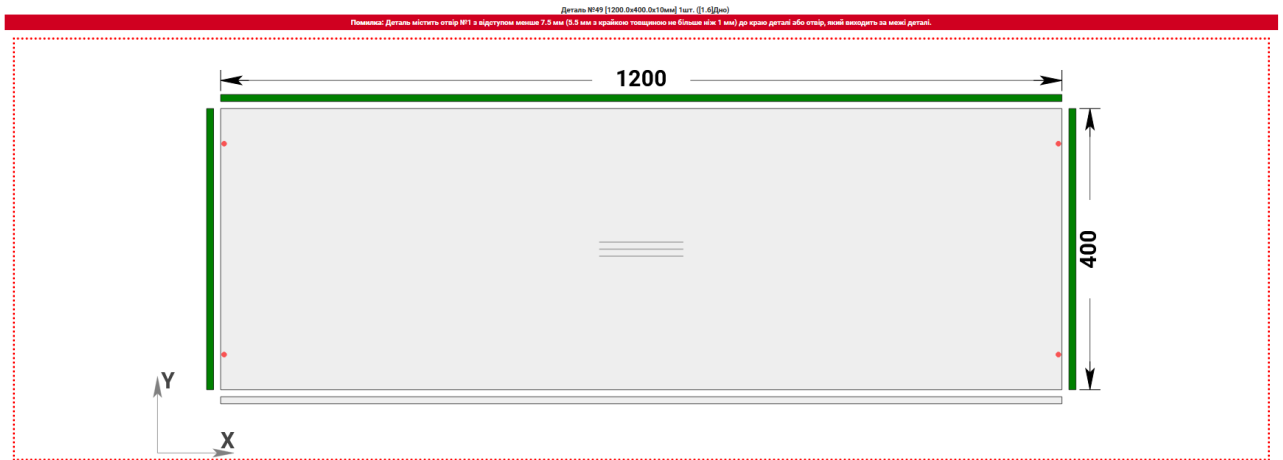 Деталь №49 [1200.0x400.0x10мм] 1шт. ([1.6]Дно)
Помилка: Деталь містить отвір №1 з відступом менше 7.5 мм (5.5 мм з крайкою товщиною не більше ніж 1 мм) до краю деталі або отвір, який виходить за межі деталі.
1200
400
Y
X